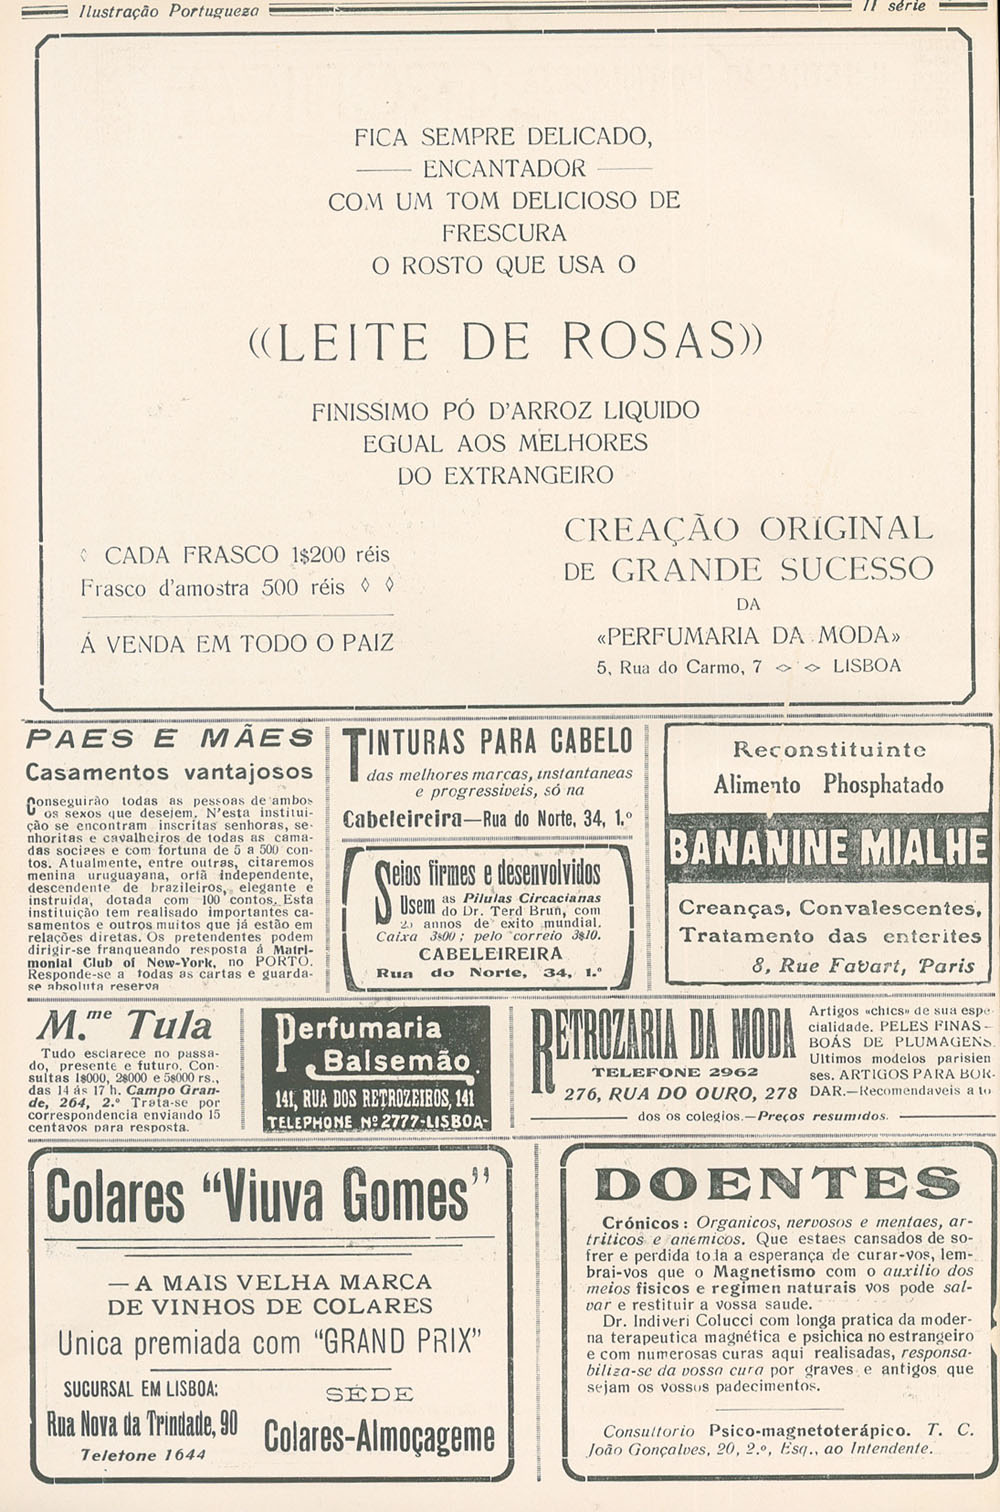 Ilustração Portugueza
II série
FICA SEMPRE DELICADO,
ENCANTADOR
COM UM TOM DELICIOSO DE
FRESCURA
O ROSTO QUE USA O
«LEITE DE ROSAS»
FINISSIMO PÓ D'ARROZ LIQUIDO
EGUAL AOS MELHORES
DO EXTRANGEIRO
◊ CADA FRASCO 1$200 réis
Frasco d'amostra 500 réis ◊ ◊
Á VENDA EM TODO O PAIZ
CREAÇÃO ORIGINAL
DE GRANDE SUCESSO
DA
«PERFUMARIA DA MODA»
5, Rua do Carmo, 7 LISBOA
PAES E MÃES
Casamentos vantajosos
Conseguirão todas as pessoas de ambos
os sexos que desejem. N'esta institui-
ção se encontram inscritas senhoras, se-
nhoritas e cavalheiros de todas as cama-
das socipes e com fortuna de 5 a 500 con-
tos. Atualmente, entre outras, citaremos
menina uruguayana, orfã independente,
descendente de brazileiros, elegante e
instruida, dotada com 100 contos. Esta
instituição tem realisado importantes ca-
samentos e outros muitos que já estão em
relações diretas. Os pretendentes podem
dirigir-se franqueando resposta á Matri-
monial Club of New-York, no PORTO.
Responde-se a todas as cartas e guarda-
se absoluta reserva
TINTURAS PARA CABELO
das melhores marcas, instantaneas
e progressiveis, só na
Cabeleireira—Rua do Norte, 34, 1.º
Seios firmes e desenvolvidos
Usem as Pilulas Circacianas
do Dr. Terd Brun, com
annos de exito mundial.
Caixa 3$00; pelo correio 3$10.
CABELEIREIRA
Rua do Norte, 34, 1.º
Reconstituinte
Alimento Phosphatado
BANANINE MIALHE
Creanças, Convalescentes,
Tratamento das enterites
8, Rue Favart, Paris
M.me Tula
Tudo esclarece no passa-
do, presente e futuro. Con-
sultas 1$000, 2$000 e 5$000 rs.,
das 14 ás 17 h. Campo Gran-
de, 264, 2.º Trata-se por
correspondencia enviando 15
centavos para resposta.
Perfumaria
Balsemão
141, RUA DOS RETROZEIROS, 141
TELEPHONE Nº 2777-LISBOA-
RETROZARIA DA MODA
TELEFONE 2962
276, RUA DO OURO, 278
Artigos «chics» de sua espe-
cialidade. PELES FINAS—
BOÁS DE PLUMAGENS.
Ultimos modelos parisien
ses. ARTIGOS PARA BOR-
DAR.—Recomendaveis a to
dos os colegios.—Preços resumidos.
Colares "Viuva Gomes"
—A MAIS VELHA MARCA
DE VINHOS DE COLARES
Unica premiada com "GRAND PRIX"
SUCURSAL EM LISBOA:
Rua Nova da Trindade, 90
Telefone 1644
SÉDE
Colares-Almoçageme
DOENTES
Crónicos: Organicos, nervosos e mentaes, ar-
triticos e anemicos. Que estaes cansados de so-
frer e perdida toda a esperança de curar-vos, lem-
brai-vos que o Magnetismo com o auxilio dos
meios fisicos e regimen naturais vos pode sal-
var e restituir a vossa saude.
Dr. Indiveri Colucci com longa pratica da moder-
na terapeutica magnética e psichica no estrangeiro
e com numerosas curas aqui realisadas, responsa-
biliza-se da vossa cura por graves e antigos que
sejam os vossos padecimentos.
Consultorio Psico-magnetoterápico. T. C.
João Gonçalves, 20, 2.º, Esq., ao Intendente.